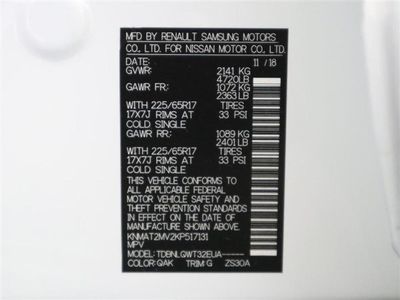 MFD BY RENAULT SAMSUNG MOTORS
CO. LTD. FOR NISSAN MOTOR CO., LTD.
DATE: 11 / 18
GVWR: 2141 KG
4720LB
GAWR FR: 1072 KG
2363LB
WITH 225/65R17 TIRES
17X7J RIMS AT 33 PSI
COLD SINGLE
GAWR RR: 1089 KG
2401LB
WITH 225/65R17 TIRES
17X7J RIMS AT 33 PSI
COLD SINGLE
THIS VEHICLE CONFORMS TO
ALL APPLICABLE FEDERAL
MOTOR VEHICLE SAFETY AND
THEFT PREVENTION STANDARDS
IN EFFECT ON THE DATE OF
MANUFACTURE SHOWN ABOVE.
KNMAT2MV2KP517131
MPV
MODEL: TDBNLQWT32EUA-----
COLOR: QAK TRIM: G ZS30A